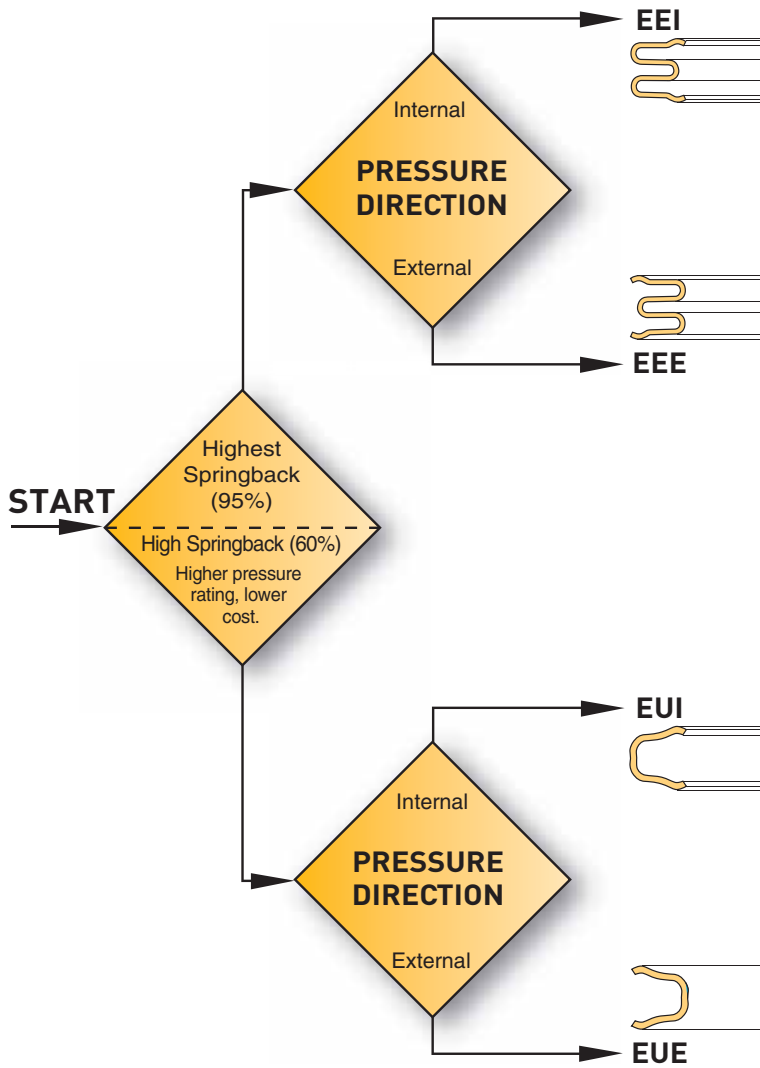 EEI
Internal
PRESSURE
DIRECTION
External
EEE
Highest
Springback
(95%)
START
High Springback (60%)
Higher pressure
rating, lower
cost.
EUI
Internal
PRESSURE
DIRECTION
External
EUE